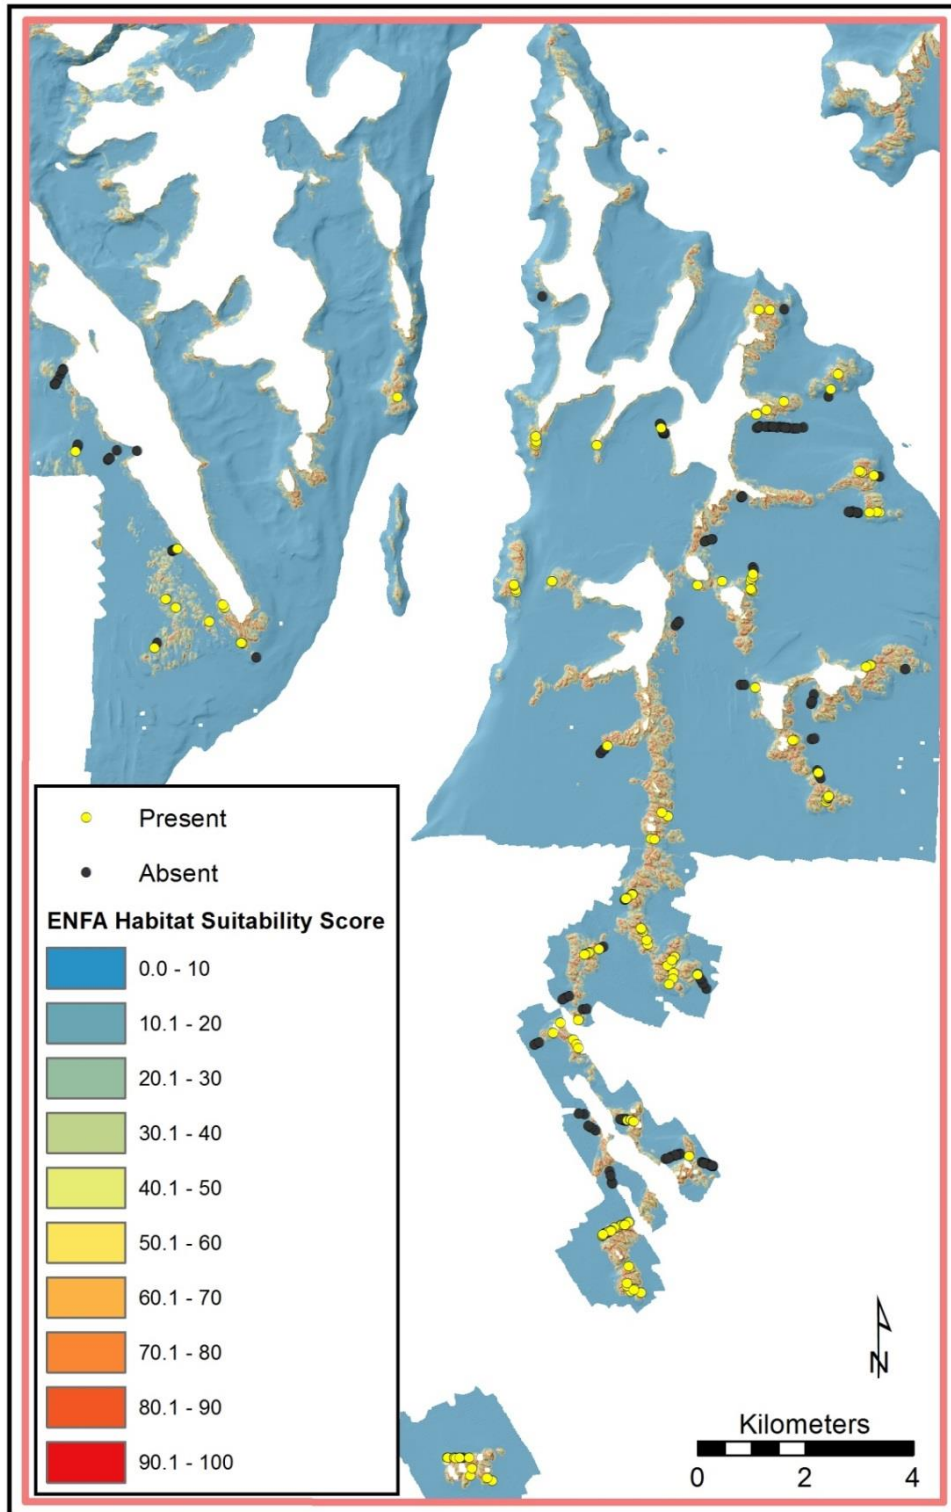 Present
Absent
ENFA Habitat Suitability Score
0.0 - 10
10.1 - 20
20.1 - 30
30.1 - 40
40.1 - 50
50.1 - 60
60.1 - 70
70.1 - 80
80.1 - 90
90.1 - 100
N
Kilometers
0 2 4